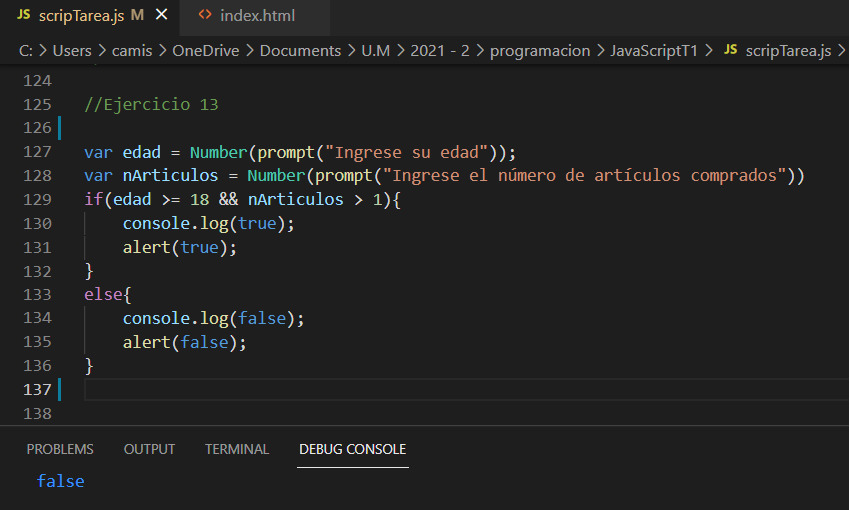 JS scripTarea.js M × <> index.html
C: > Users > camis > OneDrive > Documents > U.M > 2021 - 2 > programacion > JavaScriptT1 > JS scripTarea.js >
124
125 //Ejercicio 13
126
127 var edad = Number(prompt("Ingrese su edad"));
128 var nArticulos = Number(prompt("Ingrese el número de artículos comprados"))
129 if(edad >= 18 && nArticulos > 1){
130     console.log(true);
131     alert(true);
132 }
133 else{
134     console.log(false);
135     alert(false);
136 }
137
138
PROBLEMS OUTPUT TERMINAL DEBUG CONSOLE
false